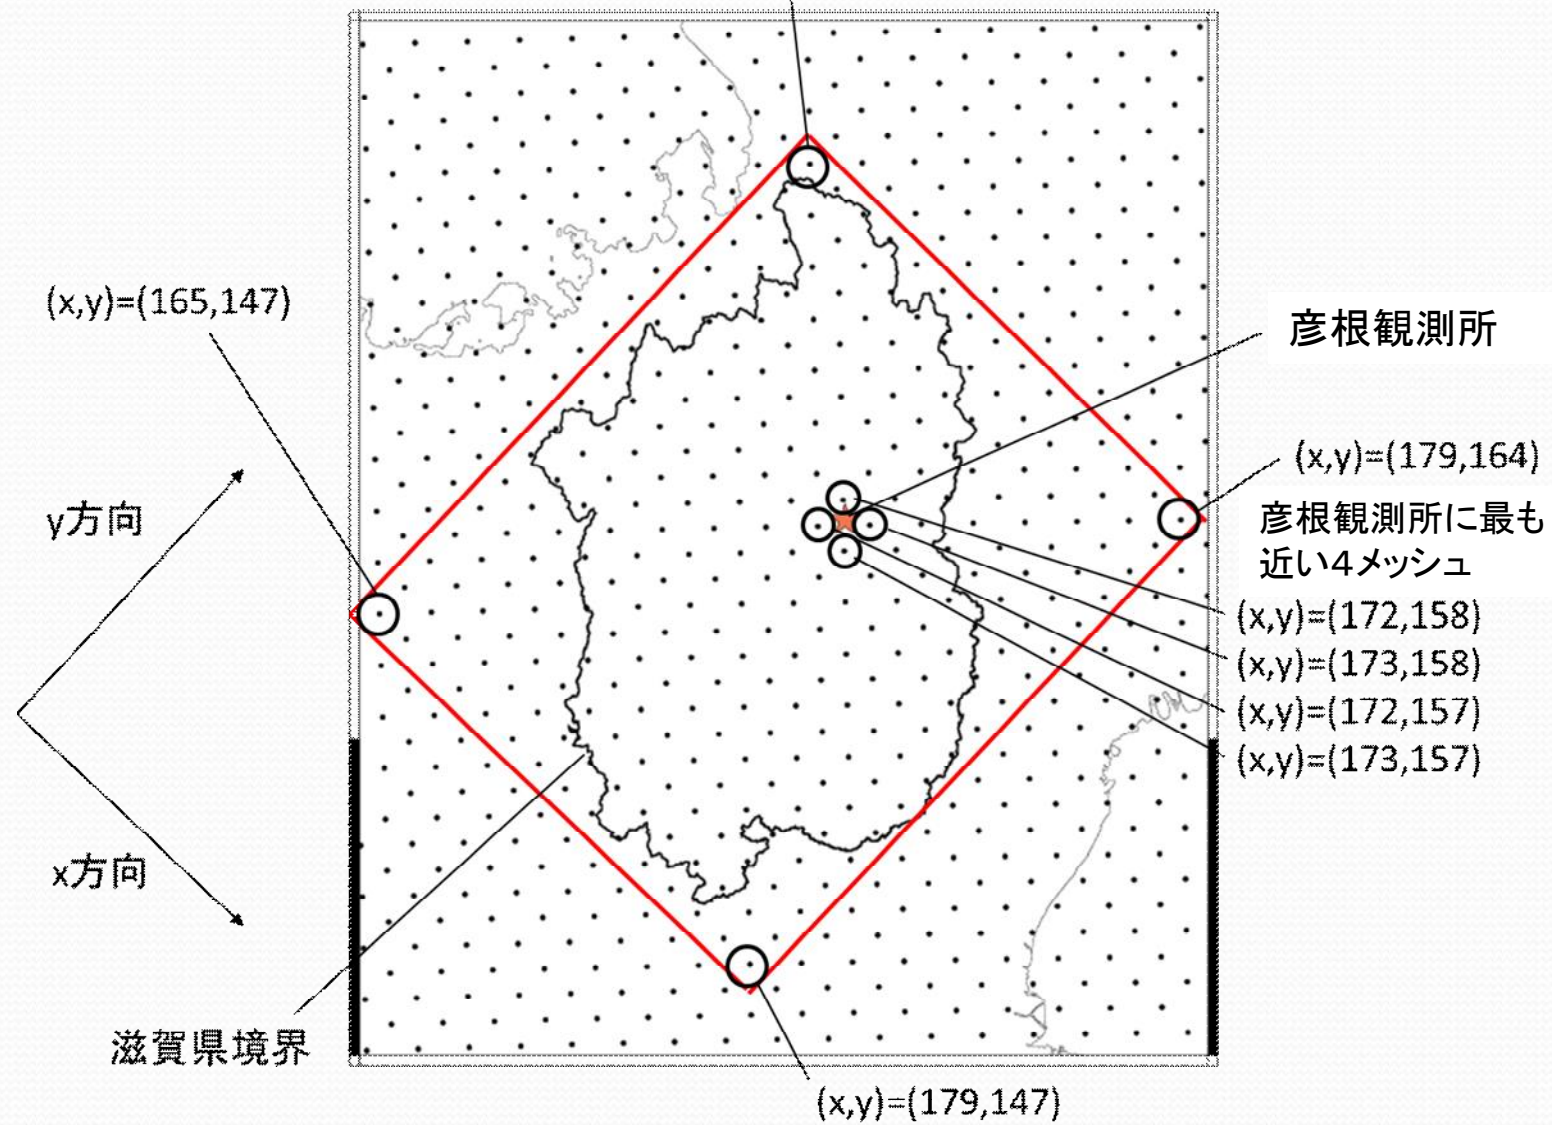 (x,y)=(165,147)
彦根観測所
(x,y)=(179,164)
y方向
彦根観測所に最も
近い4メッシュ
(x,y)=(172,158)
(x,y)=(173,158)
(x,y)=(172,157)
(x,y)=(173,157)
x方向
滋賀県境界
(x,y)=(179,147)